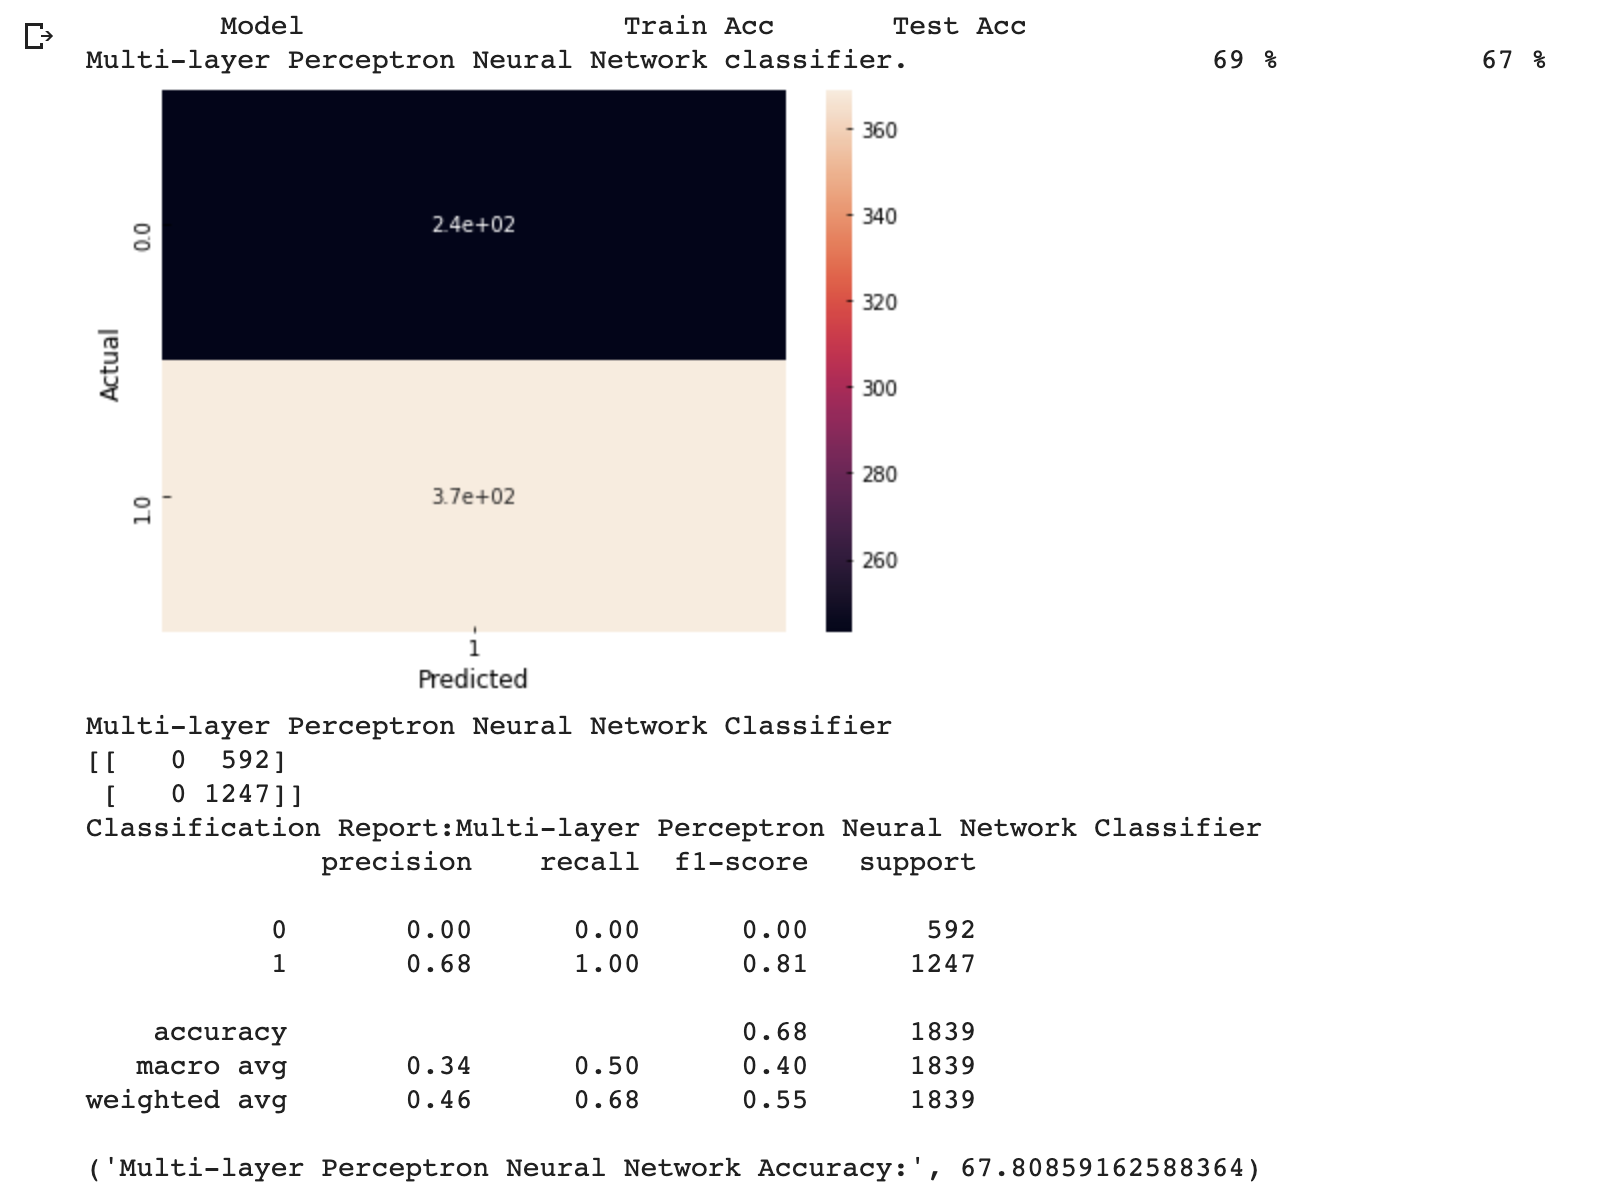 Model Train Acc Test Acc
Multi-layer Perceptron Neural Network classifier. 69 % 67 %
360
340
320
300
280
260
0.0
1.0
Actual
2.4e+02
3.7e+02
1
Predicted
Multi-layer Perceptron Neural Network Classifier
[[   0  592]
 [   0 1247]]
Classification Report:Multi-layer Perceptron Neural Network Classifier
precision recall f1-score support
0 0.00 0.00 0.00 592
1 0.68 1.00 0.81 1247
accuracy 0.68 1839
macro avg 0.34 0.50 0.40 1839
weighted avg 0.46 0.68 0.55 1839
('Multi-layer Perceptron Neural Network Accuracy:', 67.80859162588364)